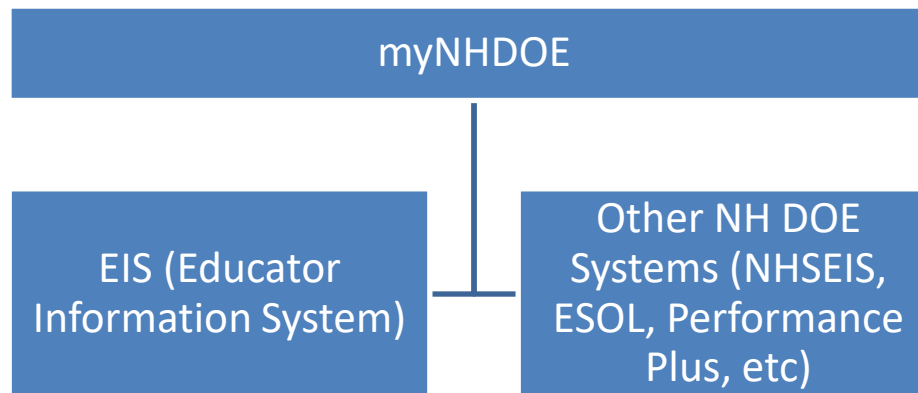 myNHDOE
EIS (Educator
Information System)
Other NH DOE
Systems (NHSEIS,
ESOL, Performance
Plus, etc)